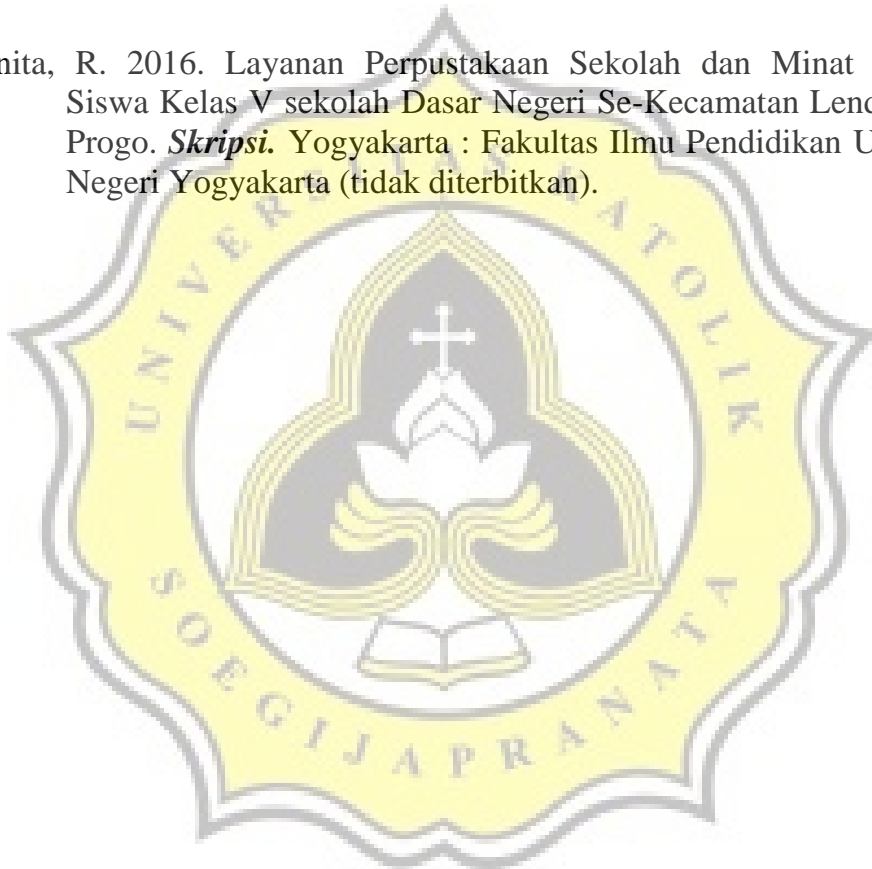 nita, R. 2016. Layanan Perpustakaan Sekolah dan Minat
Siswa Kelas V sekolah Dasar Negeri Se-Kecamatan Lend
Progo. Skripsi. Yogyakarta : Fakultas Ilmu Pendidikan U
Negeri Yogyakarta (tidak diterbitkan).
UNIVERSITAS KATOLIK
SOEGIJAPRANATA